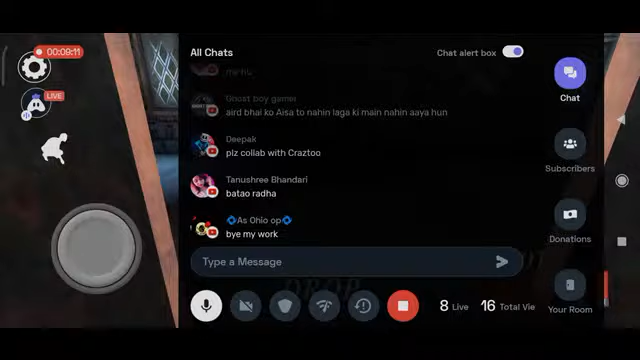 00:09:11
LIVE
All Chats
Chat alert box
Ghost boy gamer
aird bhai ko Aisa to nahin laga ki main nahin aaya hun
Deepak
plz collab with Craztoo
Tanushree Bhandari
batao radha
As Ohio op
bye my work
Type a Message
8 Live
16 Total Vie
Chat
Subscribers
Donations
Your Room
DROP